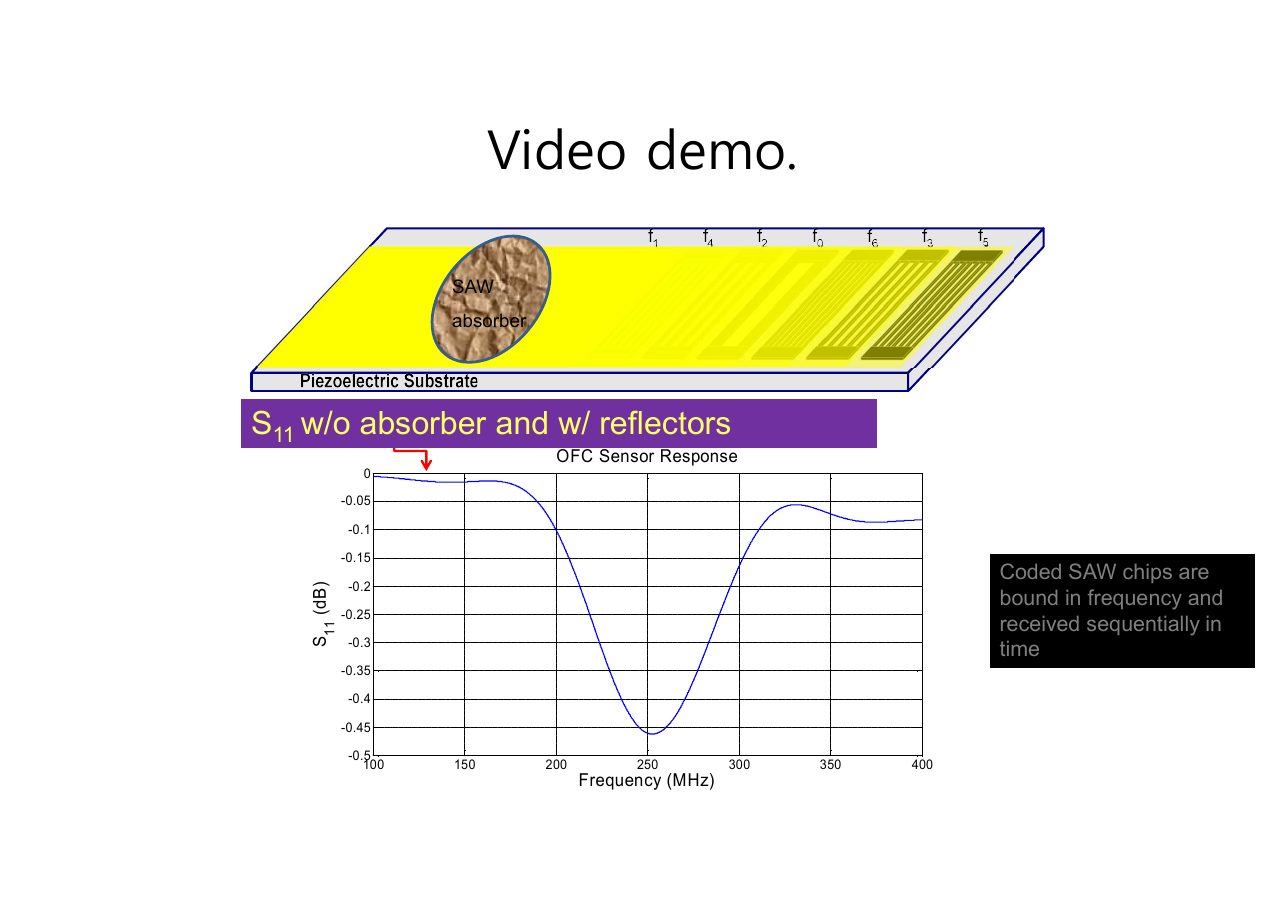 Video demo.
f1 f4 f2 f0 f6 f3 f5
SAW
absorber
Piezoelectric Substrate
S11 w/o absorber and w/ reflectors
OFC Sensor Response
0
-0.05
-0.1
-0.15
-0.2
-0.25
-0.3
-0.35
-0.4
-0.45
-0.5
S11 (dB)
100 150 200 250 300 350 400
Frequency (MHz)
Coded SAW chips are
bound in frequency and
received sequentially in
time